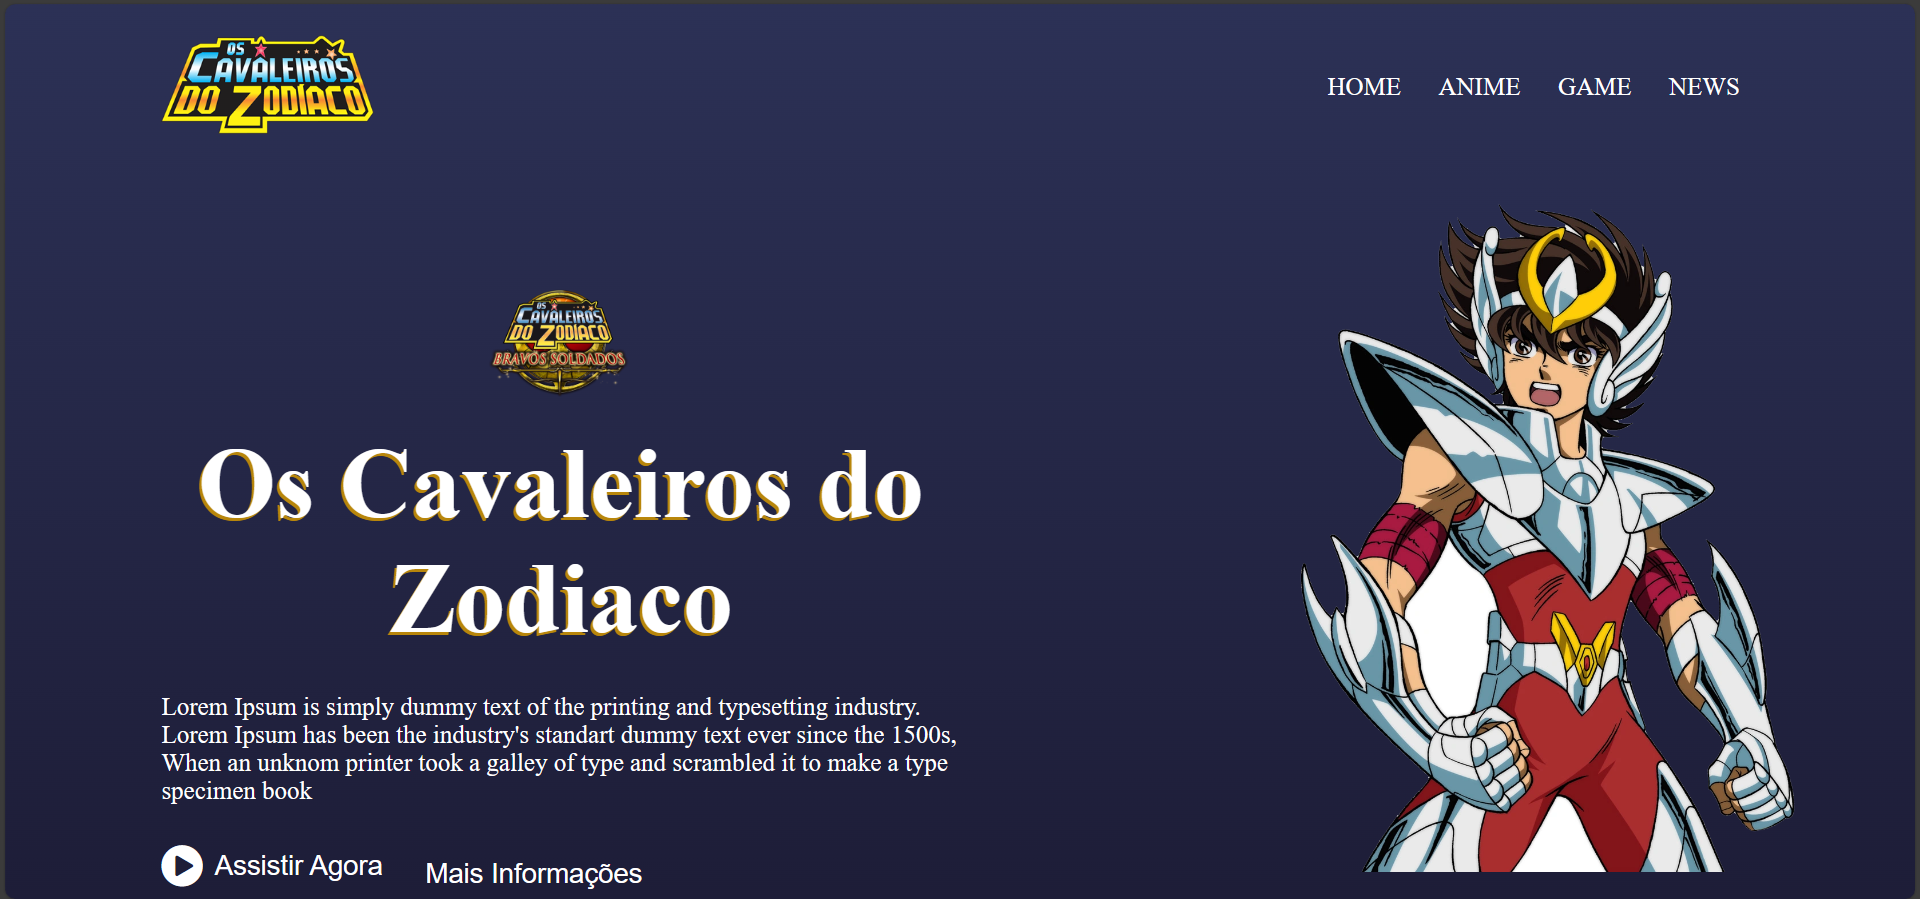 OS
CAVALEIROS
DO ZODÍACO
HOME ANIME GAME NEWS
OS
CAVALEIROS
DO ZODÍACO
BRAVOS SOLDADOS
Os Cavaleiros do
Zodiaco
Lorem Ipsum is simply dummy text of the printing and typesetting industry.
Lorem Ipsum has been the industry's standart dummy text ever since the 1500s,
When an unknom printer took a galley of type and scrambled it to make a type
specimen book
Assistir Agora
Mais Informações